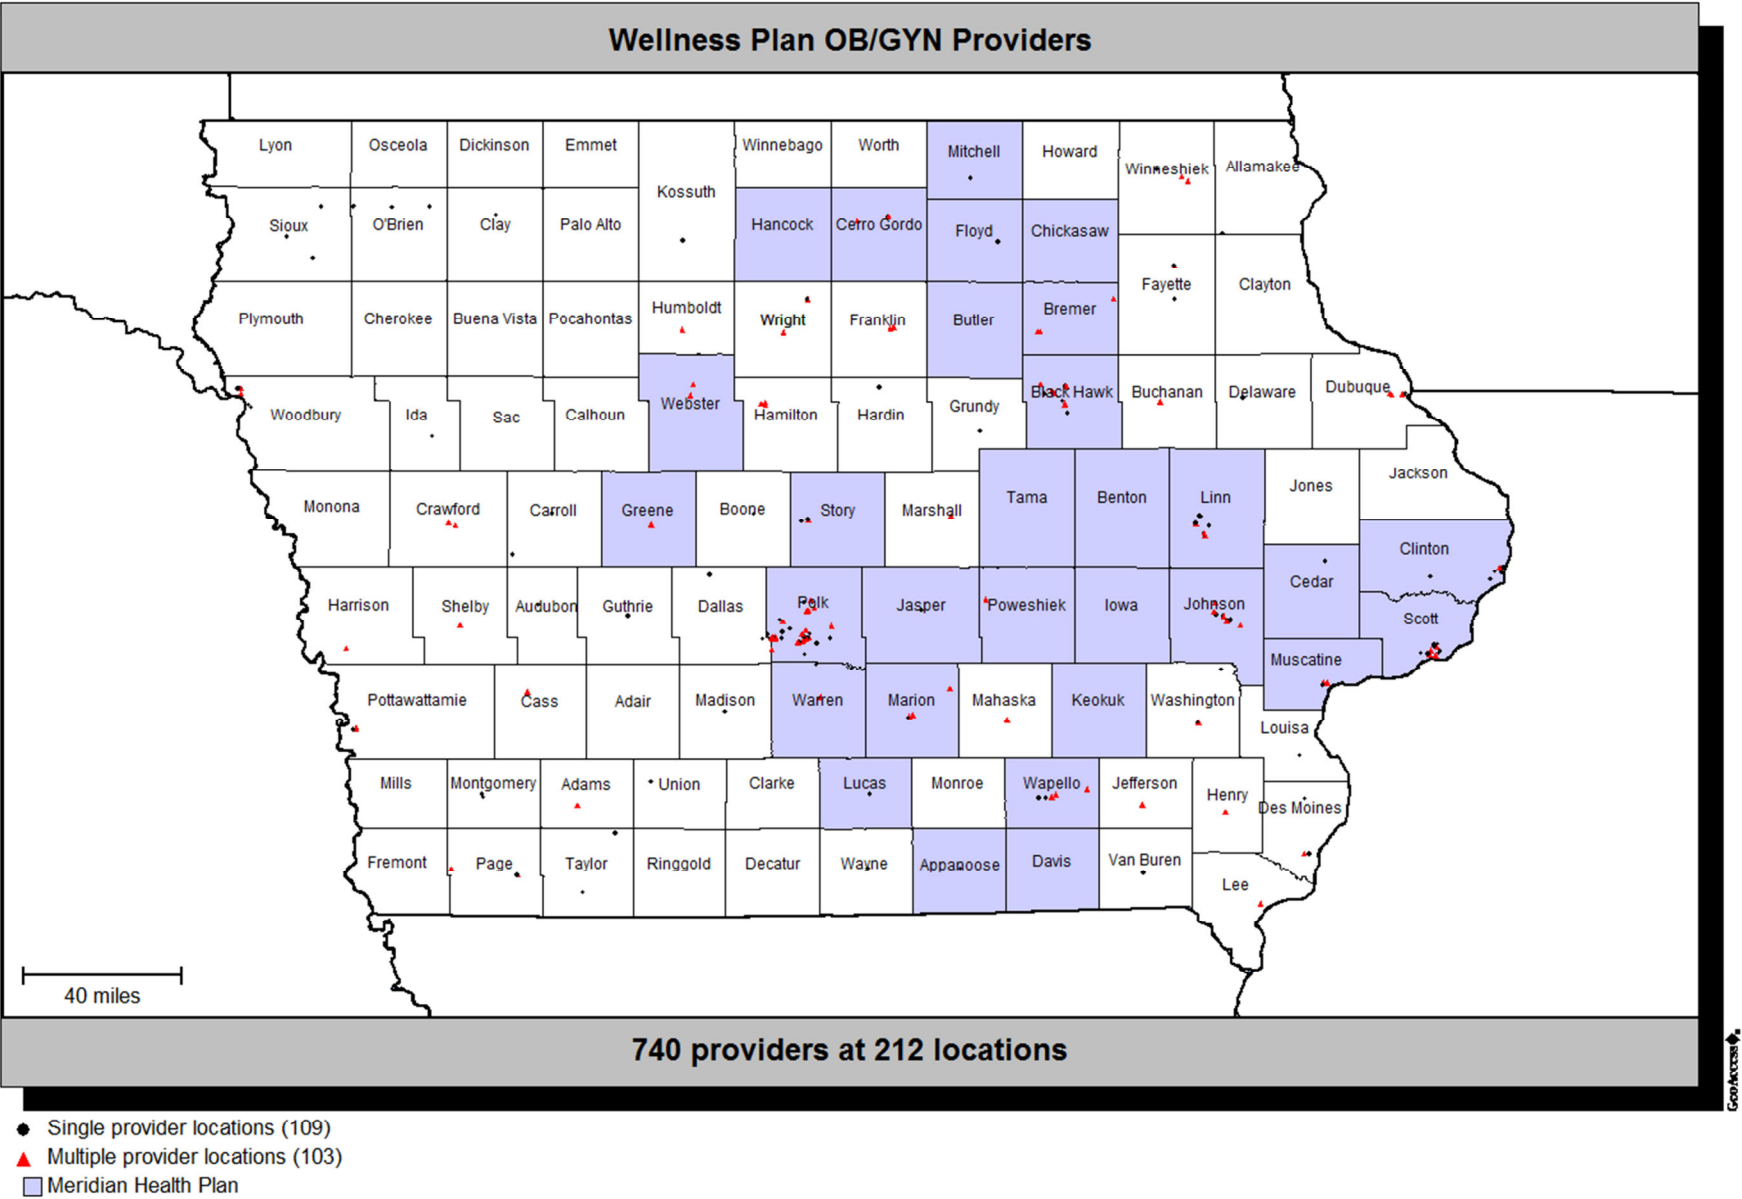 Wellness Plan OB/GYN Providers
Lyon Osceola Dickinson Emmet Kossuth Winnebago Worth Mitchell Howard Winneshiek Allamakee
Sioux O'Brien Clay Palo Alto Hancock Cerro Gordo Floyd Chickasaw
Fayette Clayton
Plymouth Cherokee Buena Vista Pocahontas Humboldt Wright Franklin Butler Bremer
Woodbury Ida Sac Calhoun Webster Hamilton Hardin Grundy Black Hawk Buchanan Delaware Dubuque
Monona Crawford Carroll Greene Boone Story Marshall Tama Benton Linn Jones Jackson
Clinton
Harrison Shelby Audubon Guthrie Dallas Polk Jasper Poweshiek Iowa Johnson Cedar Scott
Muscatine
Pottawattamie Cass Adair Madison Warren Marion Mahaska Keokuk Washington Louisa
Mills Montgomery Adams Union Clarke Lucas Monroe Wapello Jefferson Henry Des Moines
Fremont Page Taylor Ringgold Decatur Wayne Appanoose Davis Van Buren Lee
40 miles
740 providers at 212 locations
GeoAccess
Single provider locations (109)
Multiple provider locations (103)
Meridian Health Plan